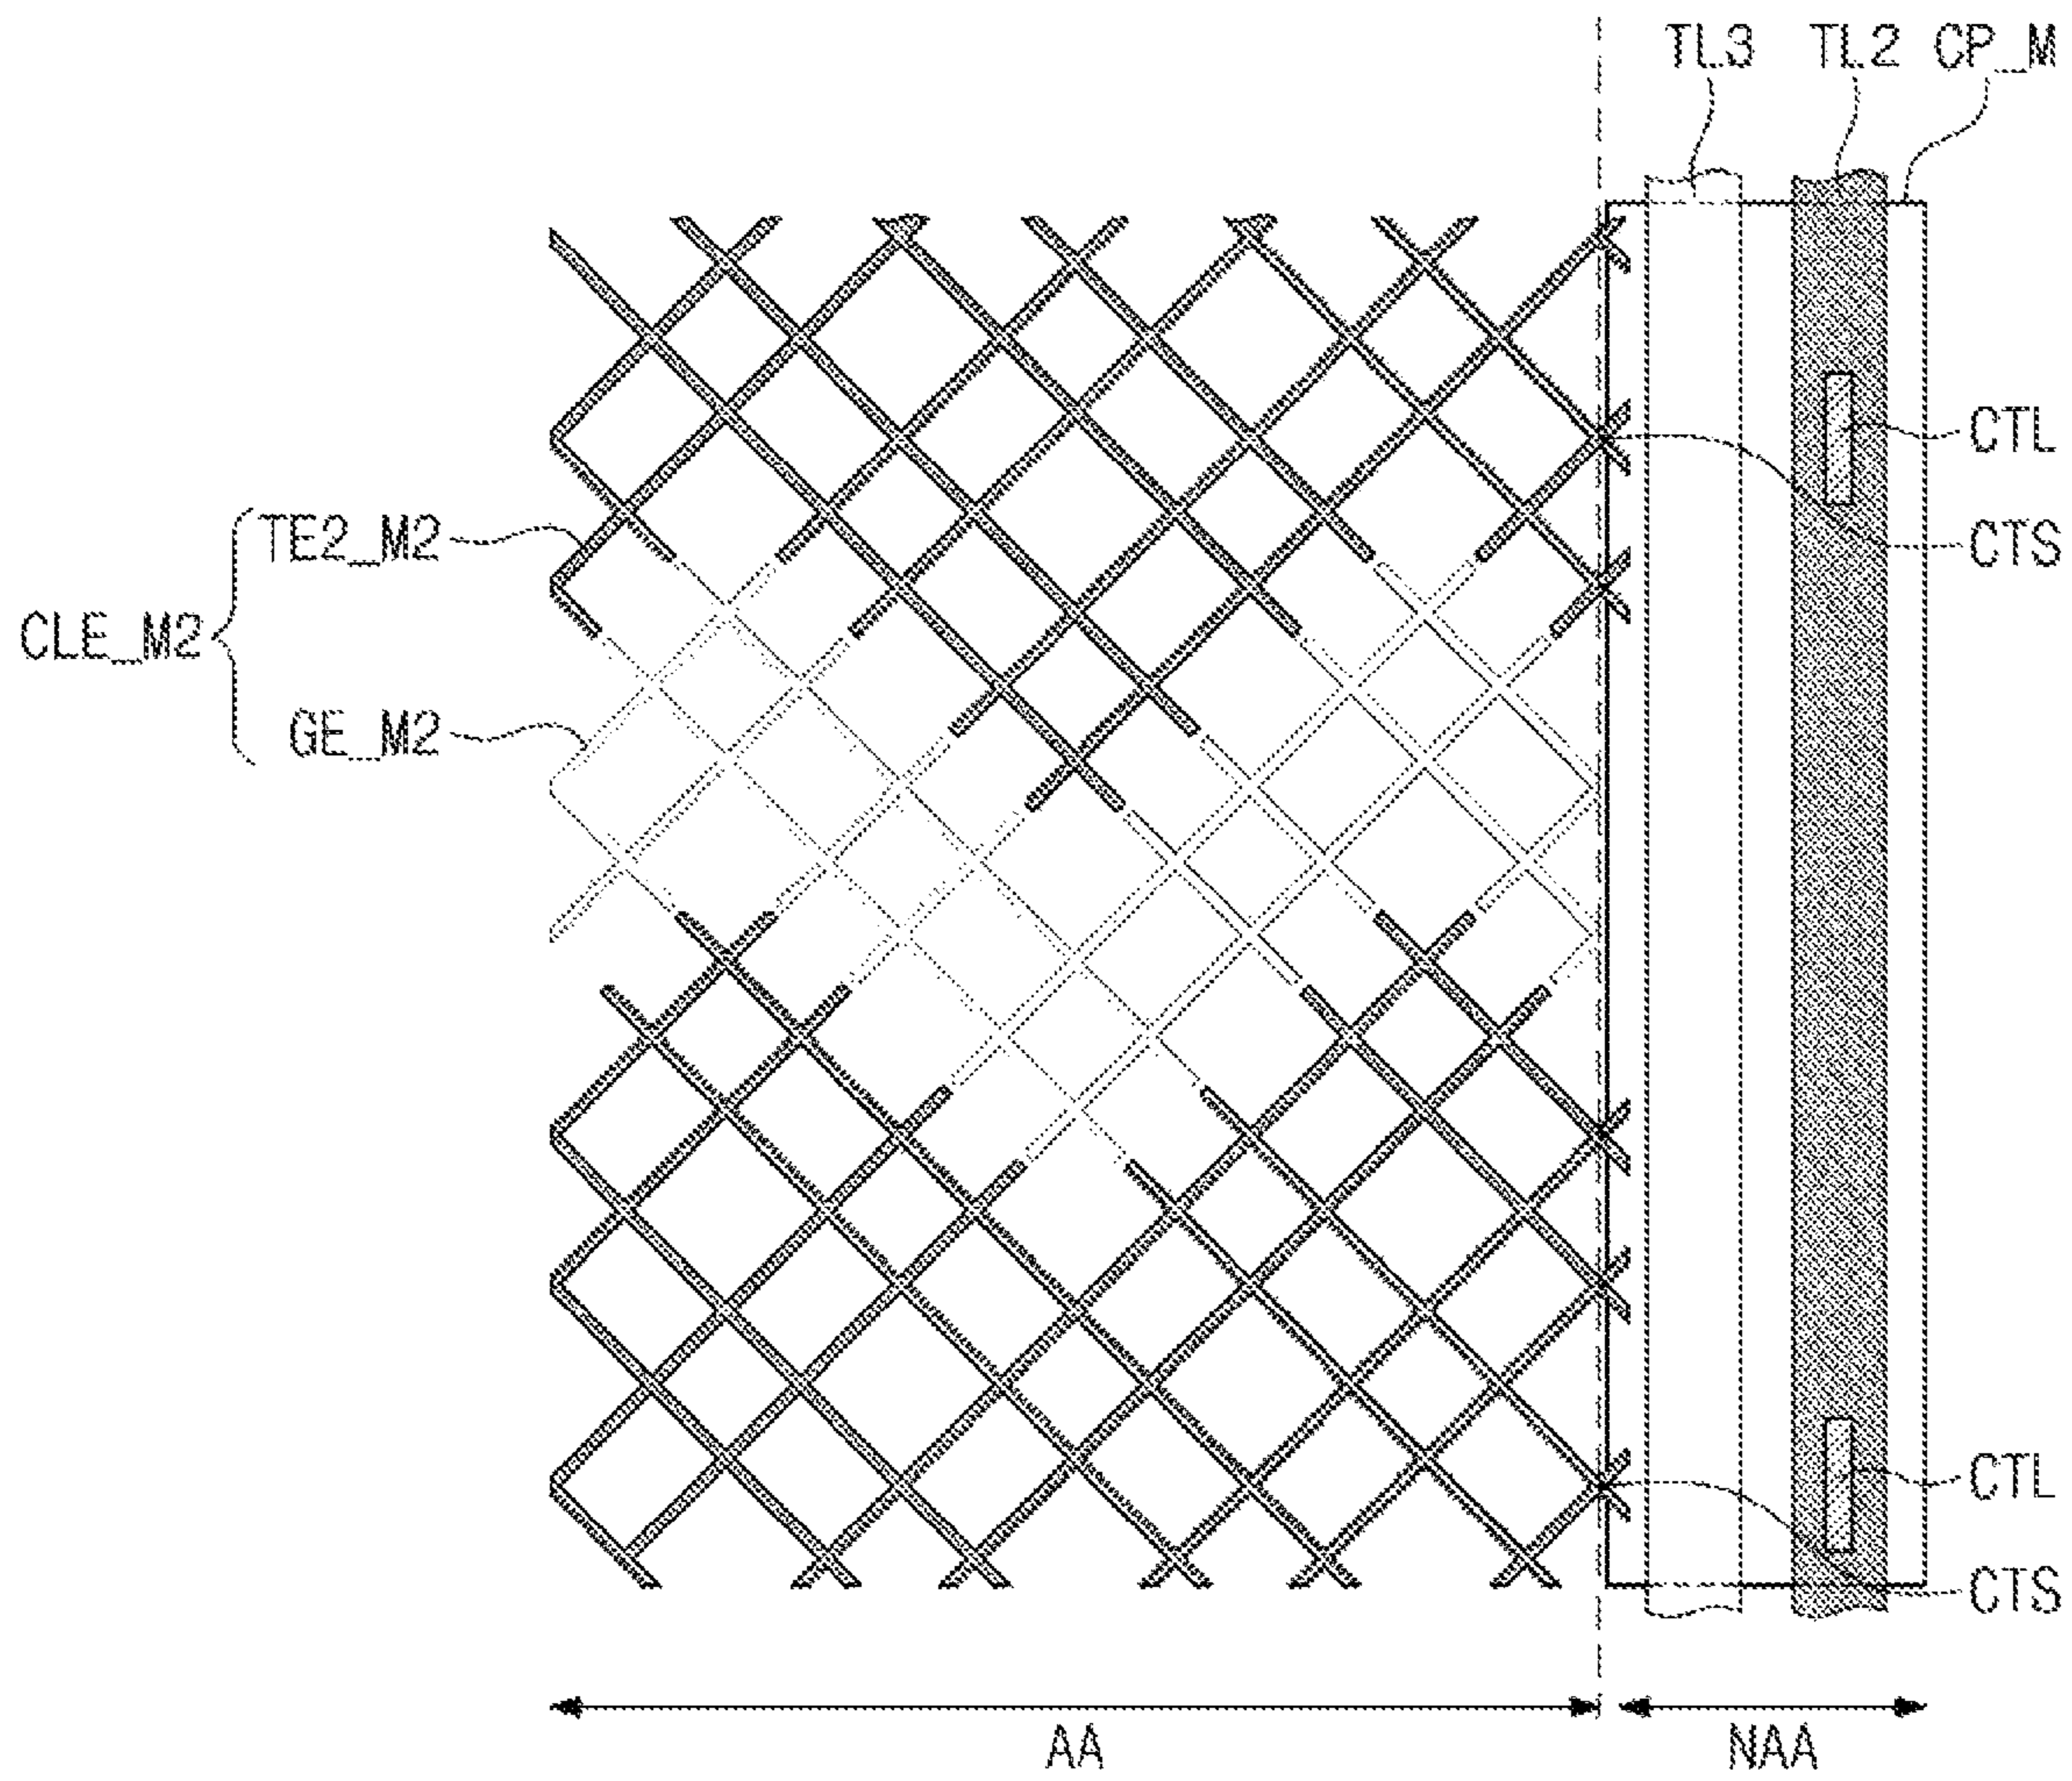 TL3 TL2 CP_M
CTL
CTS
TE2_M2
CLE_M2
GE_M2
CTL
CTS
AA
NAA